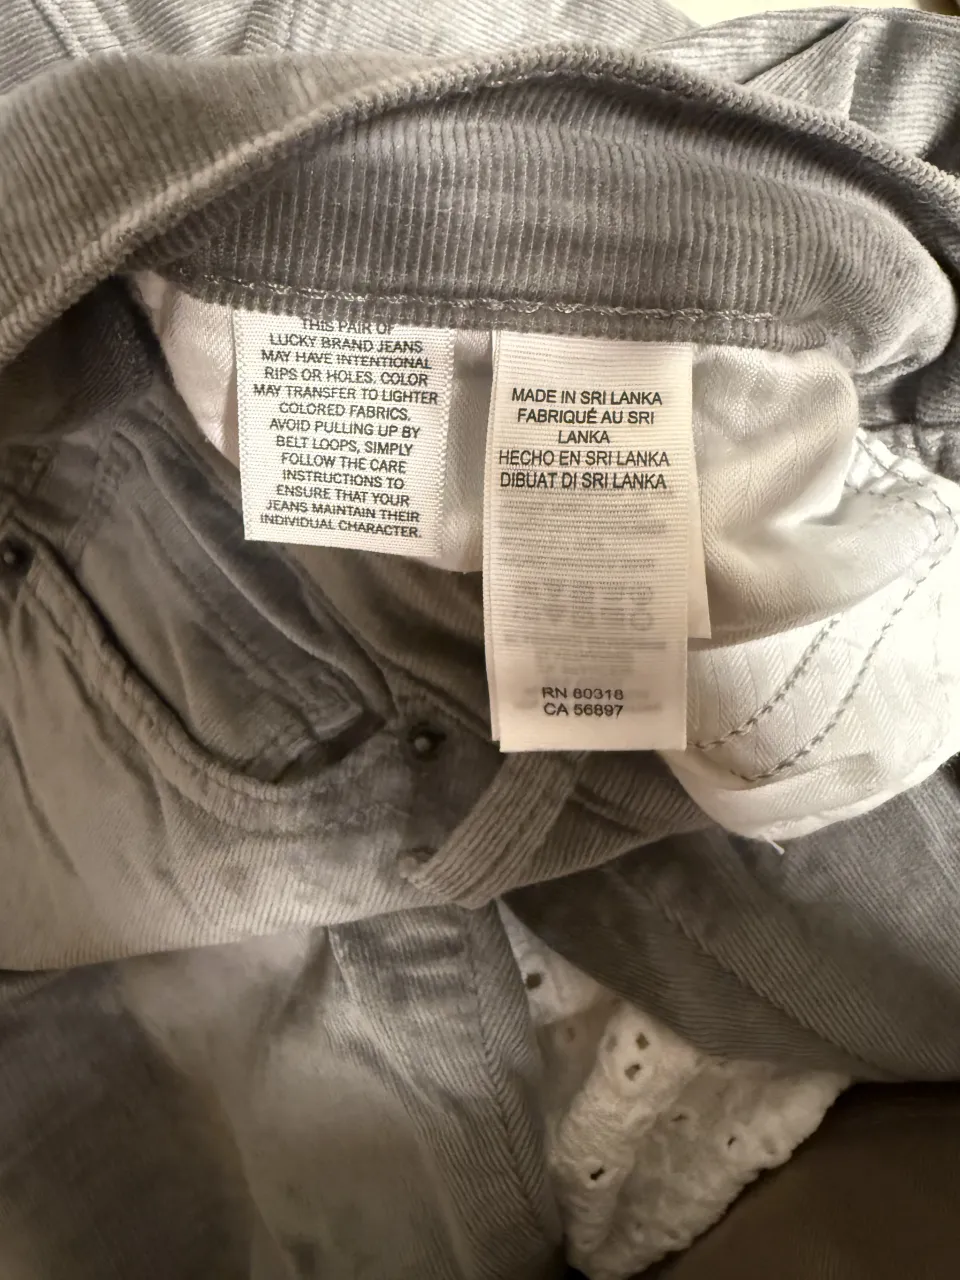 THIS PAIR OF
LUCKY BRAND JEANS
MAY HAVE INTENTIONAL
RIPS OR HOLES. COLOR
MAY TRANSFER TO LIGHTER
COLORED FABRICS.
AVOID PULLING UP BY
BELT LOOPS, SIMPLY
FOLLOW THE CARE
INSTRUCTIONS TO
ENSURE THAT YOUR
JEANS MAINTAIN THEIR
INDIVIDUAL CHARACTER.
MADE IN SRI LANKA
FABRIQUÉ AU SRI
LANKA
HECHO EN SRI LANKA
DIBUAT DI SRI LANKA
RN 80318
CA 56897